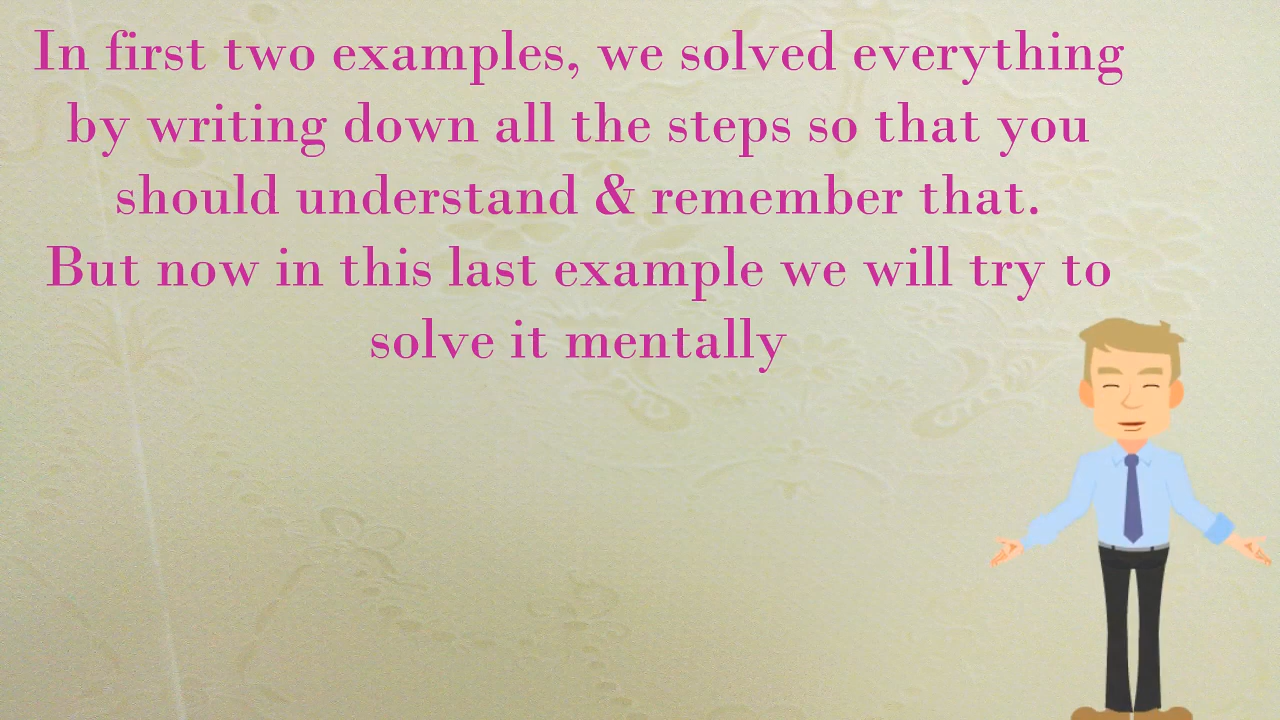 In first two examples, we solved everything
by writing down all the steps so that you
should understand & remember that.
But now in this last example we will try to
solve it mentally